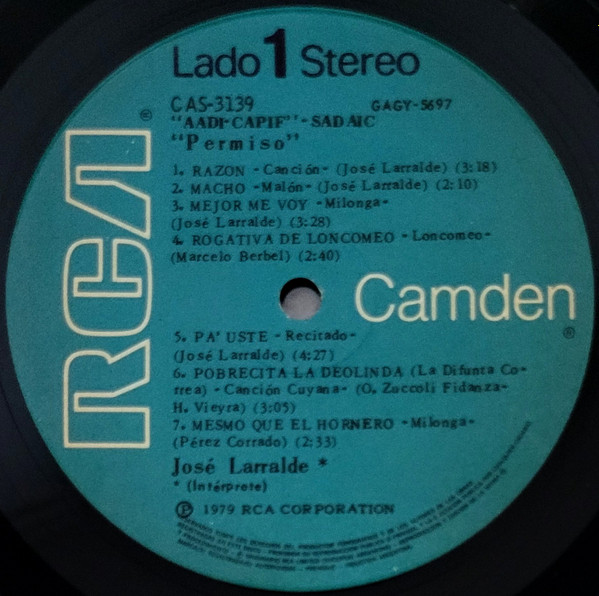 Lado 1 Stereo
CAS-3139 GAGY-5697
"AADI-CAPIF"-SADAIC
"Permiso"
1. RAZON -Canción- (José Larralde) (3:18)
2. MACHO -Malón- (José Larralde) (2:10)
3. MEJOR ME VOY -Milonga-
(José Larralde) (3:28)
4. ROGATIVA DE LONCOMEO -Loncomeo-
(Marcelo Berbel) (2:40)
RCA ®
Camden ®
5. PA' USTE -Recitado-
(José Larralde) (4:27)
6. POBRECITA LA DEOLINDA (La Difunta Co-
rrea) -Canción Cuyana- (O. Zuccoli Fidanza-
H. Vieyra) (3:05)
7. MESMO QUE EL HORNERO -Milonga-
(Pérez Corrado) (2:33)
José Larralde *
* (Intérprete)
℗ 1979 RCA CORPORATION